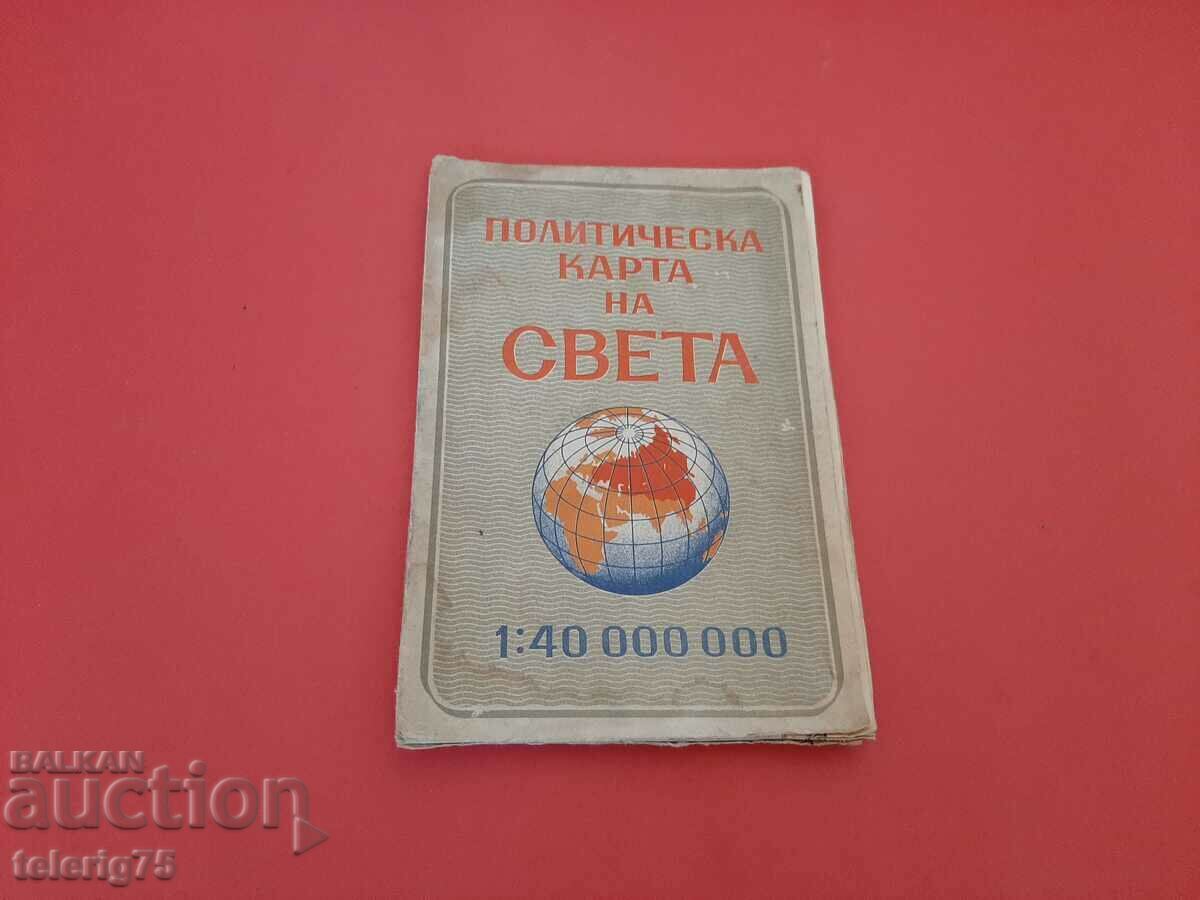 ПОЛИТИЧЕСКА
КАРТА
НА
СВЕТА
1:40 000 000
BALKAN
auction
telerig75